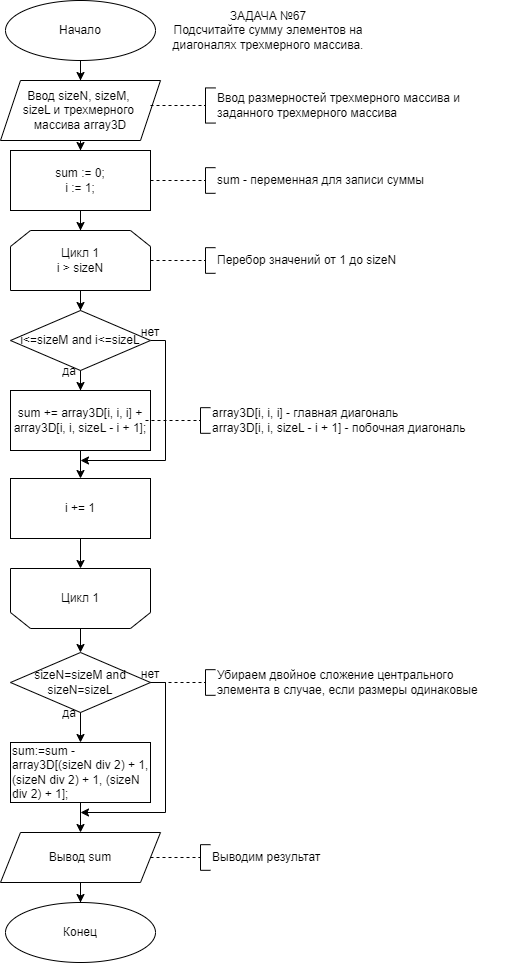 ЗАДАЧА №67
Подсчитайте сумму элементов на
диагоналях трехмерного массива.
Начало
Ввод sizeN, sizeM,
sizeL и трехмерного
массива array3D
Ввод размерностей трехмерного массива и
заданного трехмерного массива
sum := 0;
i := 1;
sum - переменная для записи суммы
Цикл 1
i > sizeN
Перебор значений от 1 до sizeN
i<=sizeM and i<=sizeL
нет
да
sum += array3D[i, i, i] +
array3D[i, i, sizeL - i + 1];
array3D[i, i, i] - главная диагональ
array3D[i, i, sizeL - i + 1] - побочная диагональ
i += 1
Цикл 1
sizeN=sizeM and
sizeN=sizeL
нет
да
Убираем двойное сложение центрального
элемента в случае, если размеры одинаковые
sum:=sum -
array3D[(sizeN div 2) + 1,
(sizeN div 2) + 1, (sizeN
div 2) + 1];
Вывод sum
Выводим результат
Конец